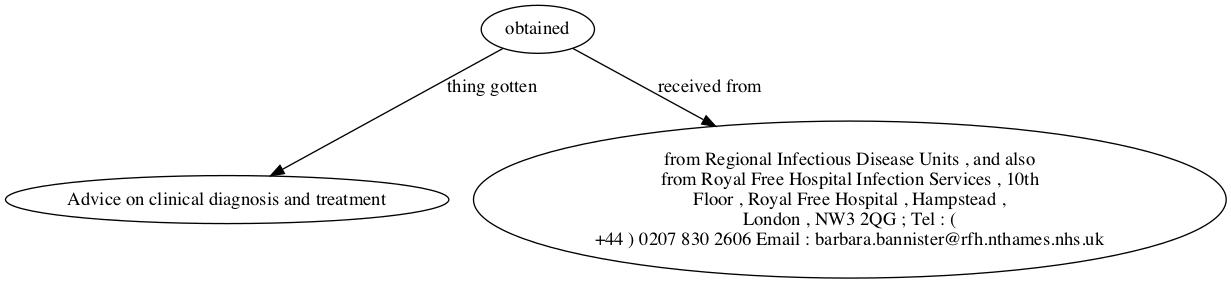 obtained
thing gotten
received from
Advice on clinical diagnosis and treatment
from Regional Infectious Disease Units , and also
from Royal Free Hospital Infection Services , 10th
Floor , Royal Free Hospital , Hampstead ,
London , NW3 2QG ; Tel : (
+44 ) 0207 830 2606 Email : barbara.bannister@rfh.nthames.nhs.uk